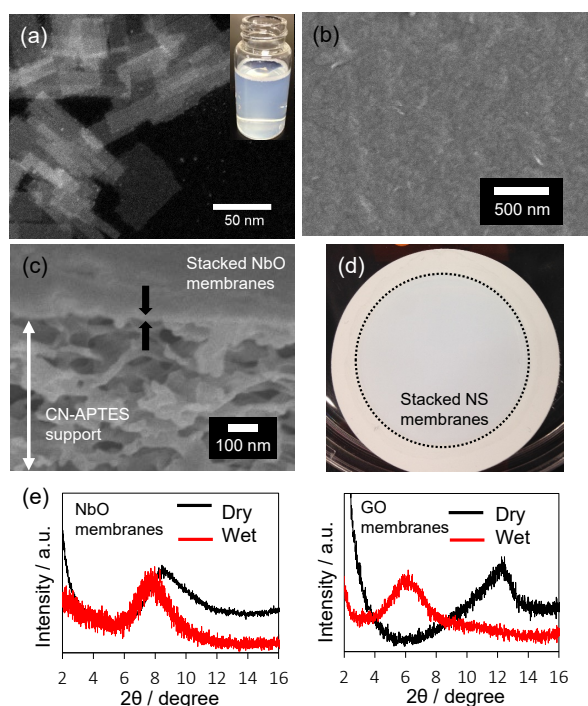 (a)
50 nm
(b)
500 nm
(c)
Stacked NbO
membranes
CN-APTES
support
100 nm
(d)
Stacked NS
membranes
(e)
NbO
membranes
Dry
Wet
Intensity / a.u.
2 4 6 8 10 12 14 16
2θ / degree
GO
membranes
Dry
Wet
Intensity / a.u.
2 4 6 8 10 12 14 16
2θ / degree